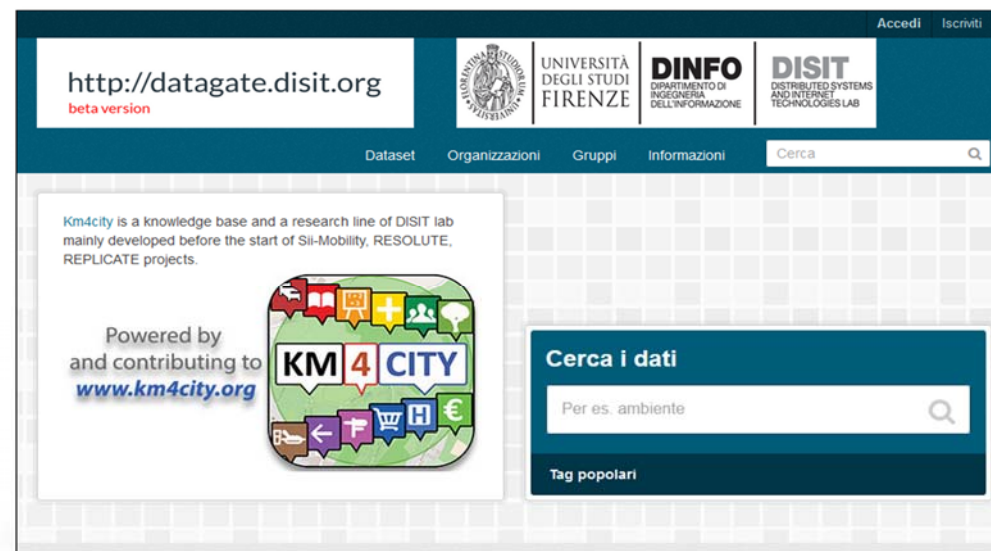 Accedi Iscriviti
http://datagate.disit.org
beta version
UNIVERSITÀ
DEGLI STUDI
FIRENZE
DINFO
DIPARTIMENTO DI
INGEGNERIA
DELL'INFORMAZIONE
DISIT
DISTRIBUTED SYSTEMS
AND INTERNET
TECHNOLOGIES LAB
Dataset Organizzazioni Gruppi Informazioni Cerca
Km4city is a knowledge base and a research line of DISIT lab
mainly developed before the start of Sii-Mobility, RESOLUTE,
REPLICATE projects.
Powered by
and contributing to
www.km4city.org
KM 4 CITY
H €
Cerca i dati
Per es. ambiente
Tag popolari